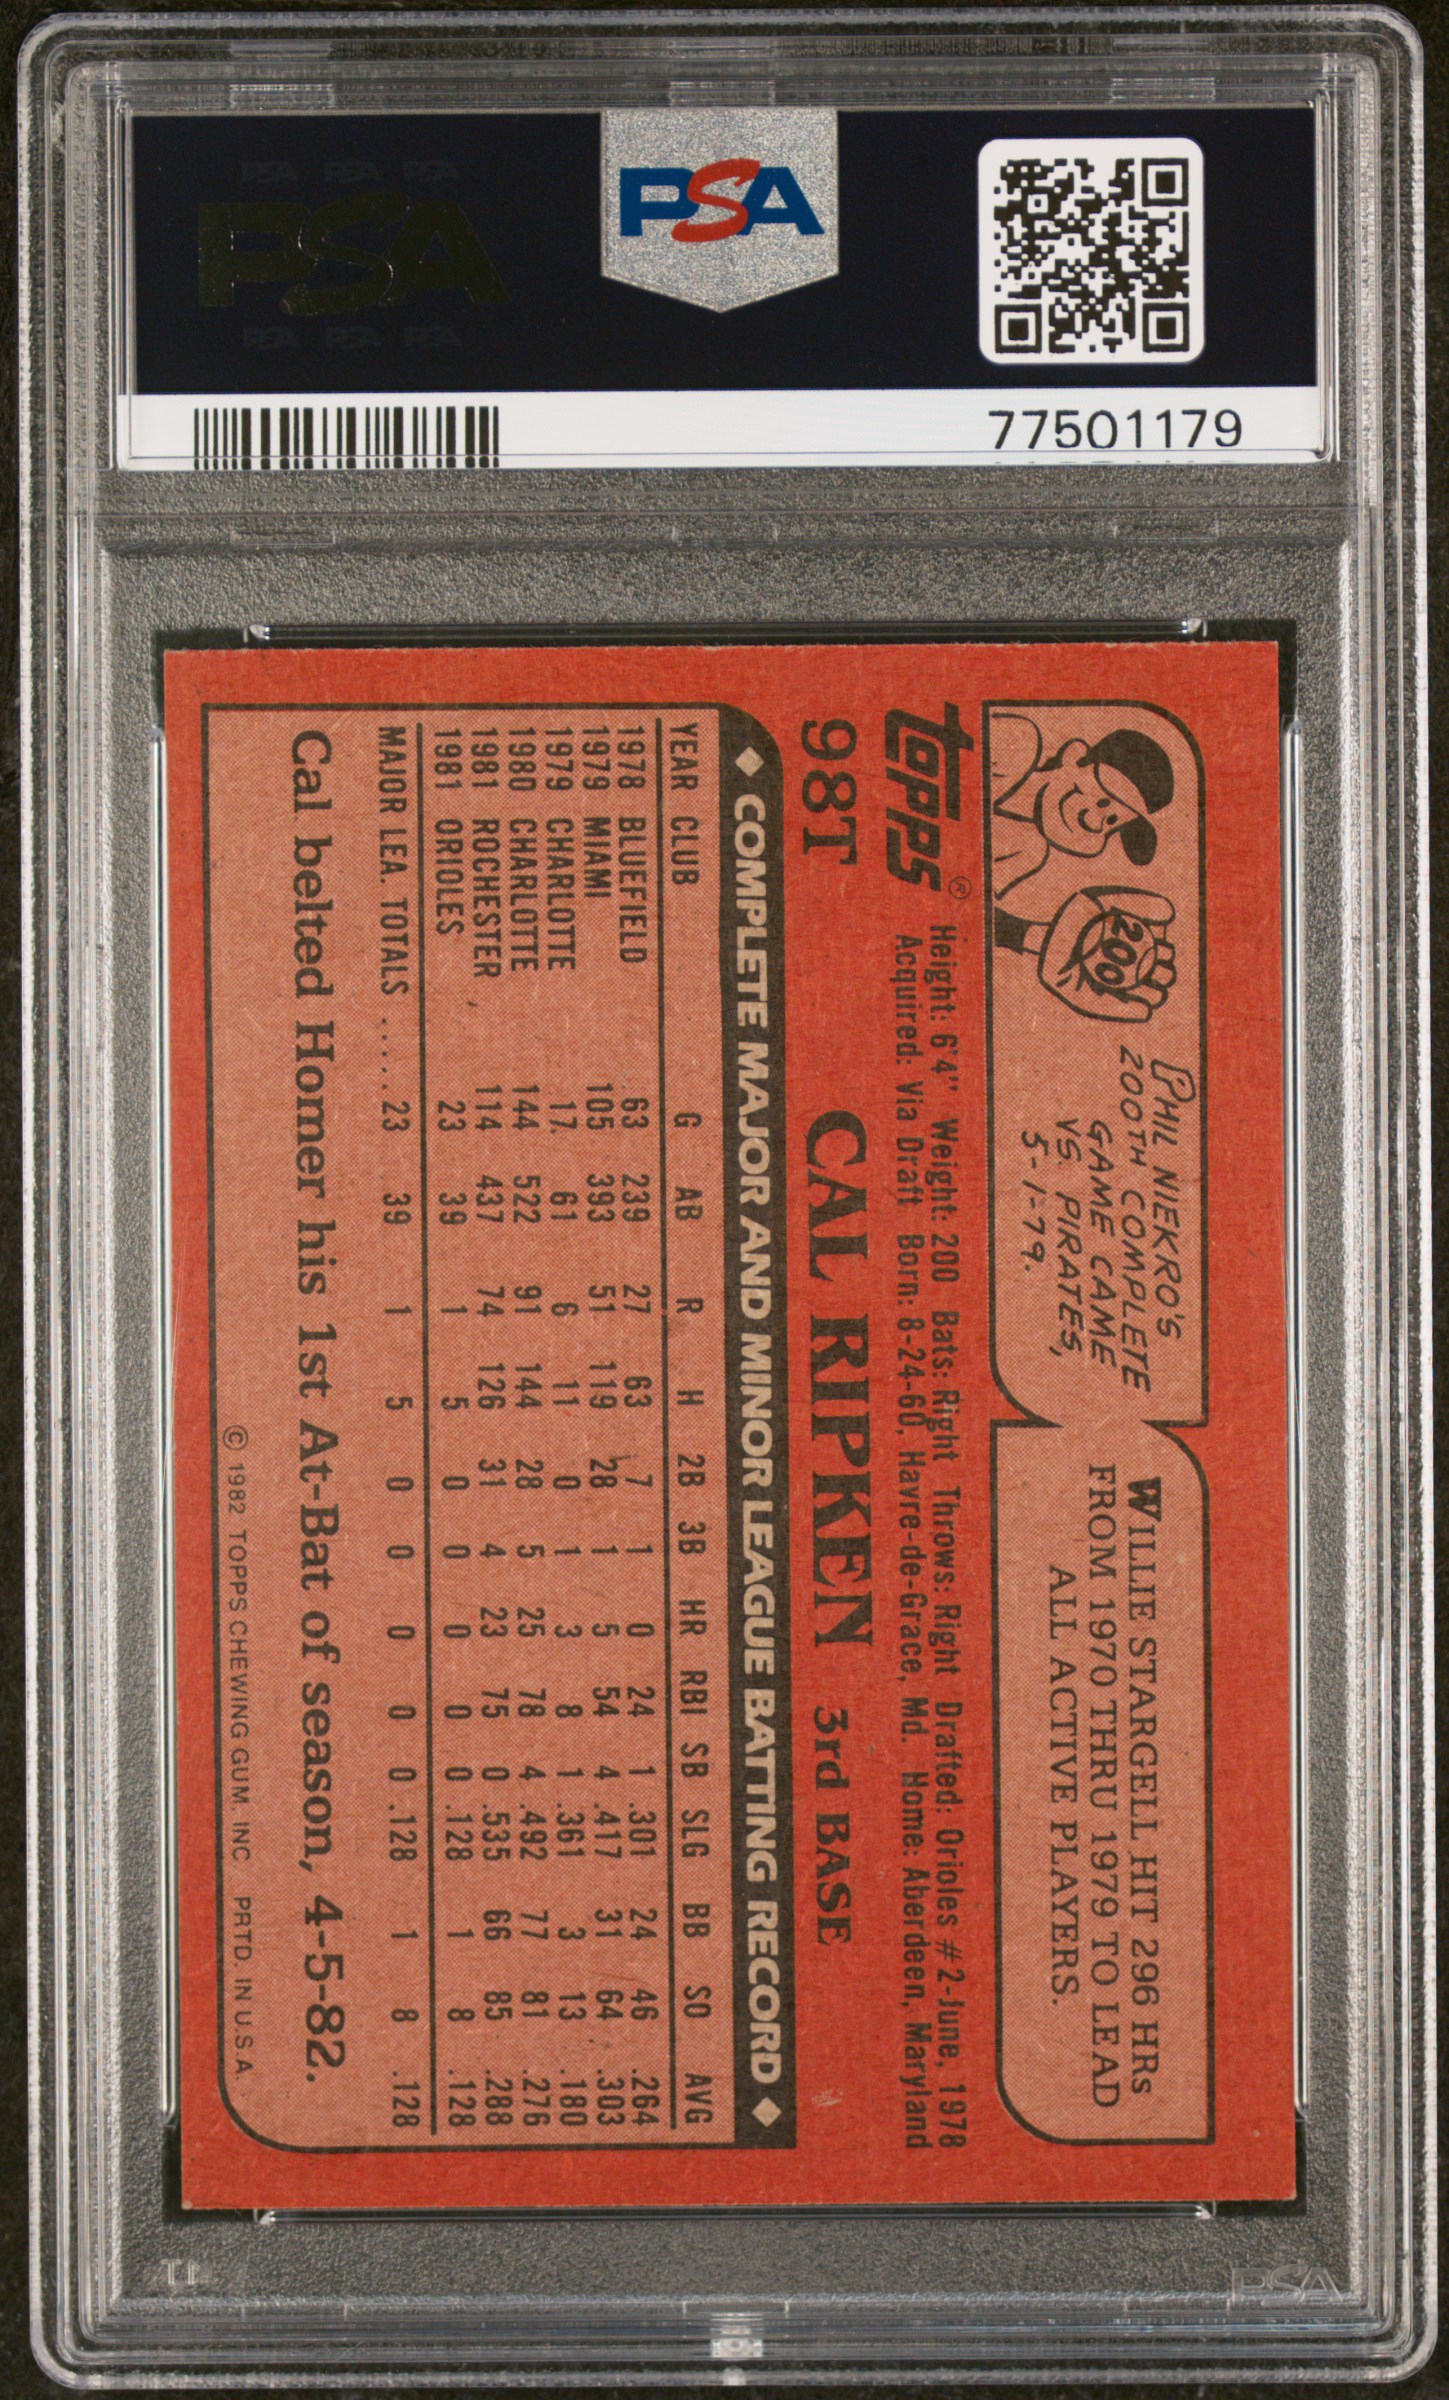 PSA PSA PSA
PSA
PSA PSA PSA
PSA
77501179
PHIL NIEKRO'S
200TH COMPLETE
GAME CAME
VS. PIRATES,
5-1-79.
200
WILLIE STARGELL HIT 296 HRs
FROM 1970 THRU 1979 TO LEAD
ALL ACTIVE PLAYERS.
topps®
Height: 6'4" Weight: 200 Bats: Right Throws: Right Drafted: Orioles #2-June, 1978
Acquired: Via Draft Born: 8-24-60, Havre-de-Grace, Md. Home: Aberdeen, Maryland
98T CAL RIPKEN 3rd BASE
◆ COMPLETE MAJOR AND MINOR LEAGUE BATTING RECORD ◆
YEAR CLUB G AB R H 2B 3B HR RBI SB SLG BB SO AVG
1978 BLUEFIELD 63 239 27 63 7 1 0 24 1 .301 24 46 .264
1979 MIAMI 105 393 51 119 28 1 5 54 4 .417 31 64 .303
1979 CHARLOTTE 17 61 6 11 0 1 3 8 1 .361 3 13 .180
1980 CHARLOTTE 144 522 91 144 28 5 25 78 4 .492 77 81 .276
1981 ROCHESTER 114 437 74 126 31 4 23 75 0 .535 66 85 .288
1981 ORIOLES 23 39 1 5 0 0 0 0 0 .128 1 8 .128
MAJOR LEA. TOTALS ..... 23 39 1 5 0 0 0 0 0 .128 1 8 .128
Cal belted Homer his 1st At-Bat of season, 4-5-82.
© 1982 TOPPS CHEWING GUM, INC. PRTD. IN U.S.A.
PSA